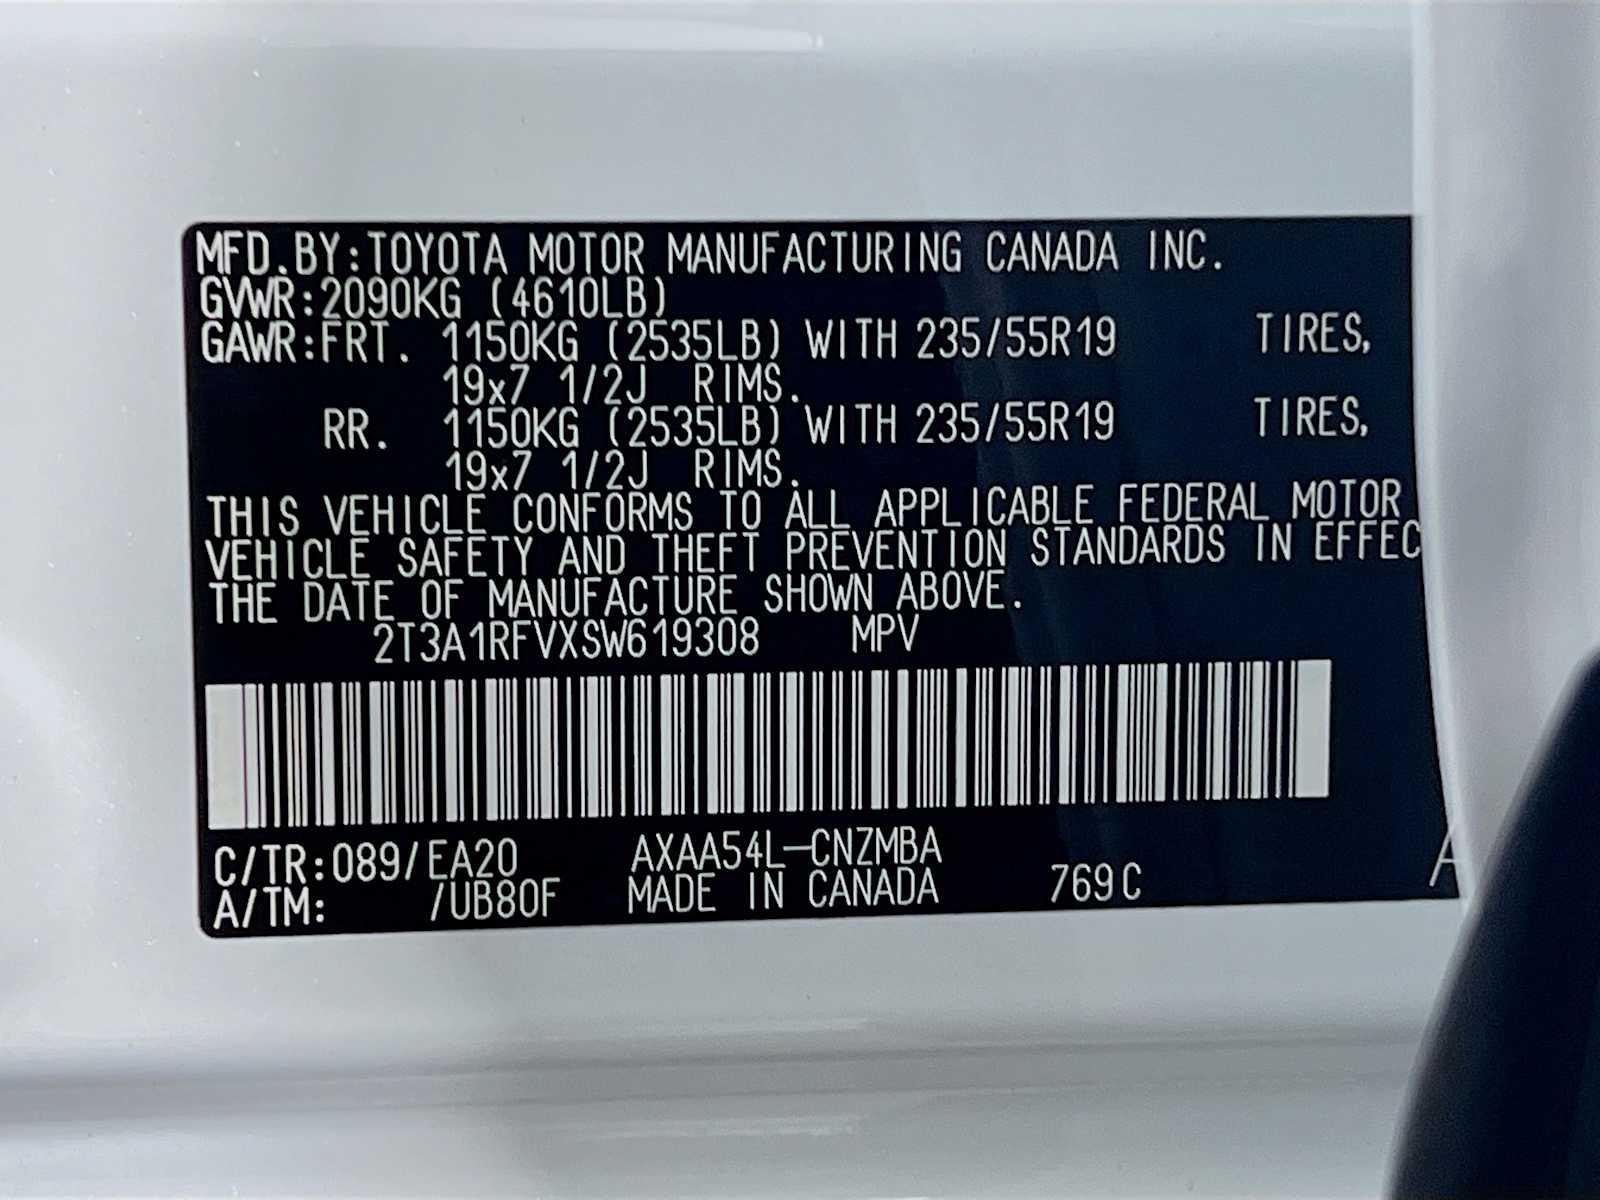 MFD.BY:TOYOTA MOTOR MANUFACTURING CANADA INC.
GVWR:2090KG (4610LB)
GAWR:FRT. 1150KG (2535LB) WITH 235/55R19 TIRES,
19x7 1/2J RIMS.
RR. 1150KG (2535LB) WITH 235/55R19 TIRES,
19x7 1/2J RIMS.
THIS VEHICLE CONFORMS TO ALL APPLICABLE FEDERAL MOTOR
VEHICLE SAFETY AND THEFT PREVENTION STANDARDS IN EFFEC
THE DATE OF MANUFACTURE SHOWN ABOVE.
2T3A1RFVXSW619308 MPV
C/TR:089/EA20 AXAA54L-CNZMBA
A/TM: /UB80F MADE IN CANADA 769C